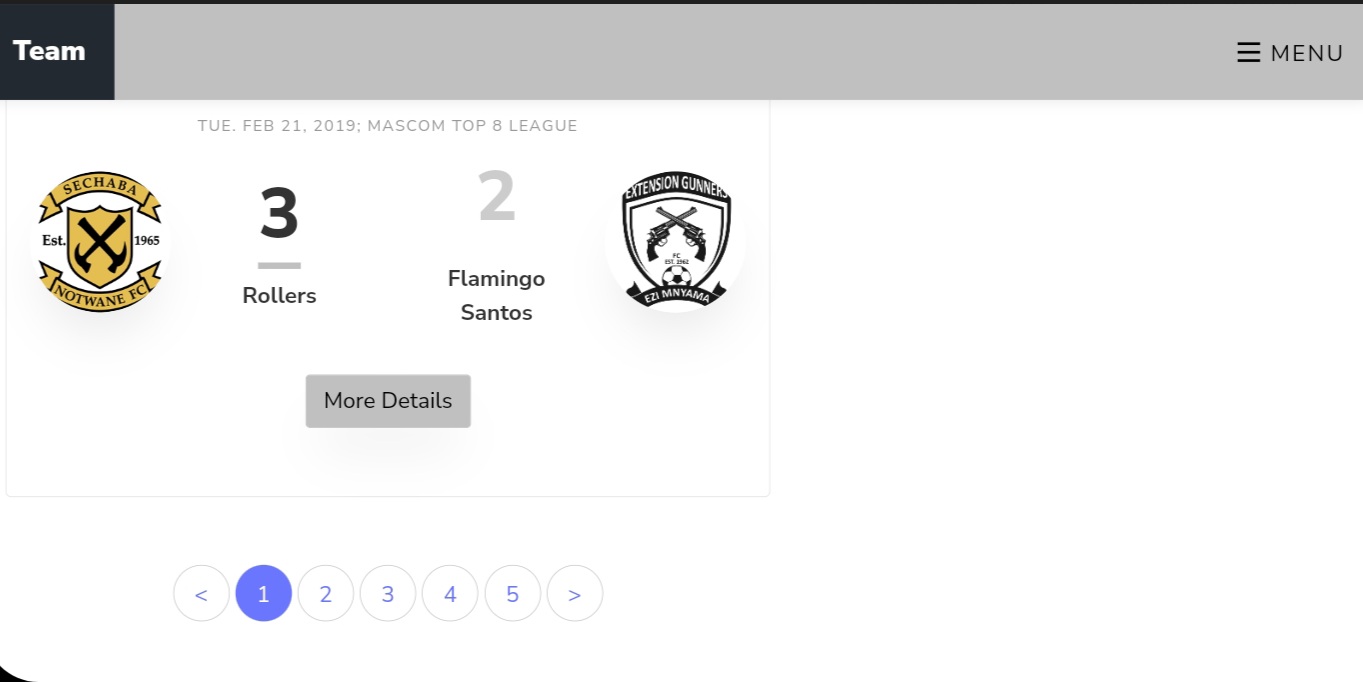 Team
MENU
TUE. FEB 21, 2019; MASCOM TOP 8 LEAGUE
SECHABA
Est. 1965
NOTWANE FC
3
Rollers
2
Flamingo
Santos
EXTENSION GUNNERS
FC
EST. 1962
EZI MNYAMA
More Details
< 1 2 3 4 5 >